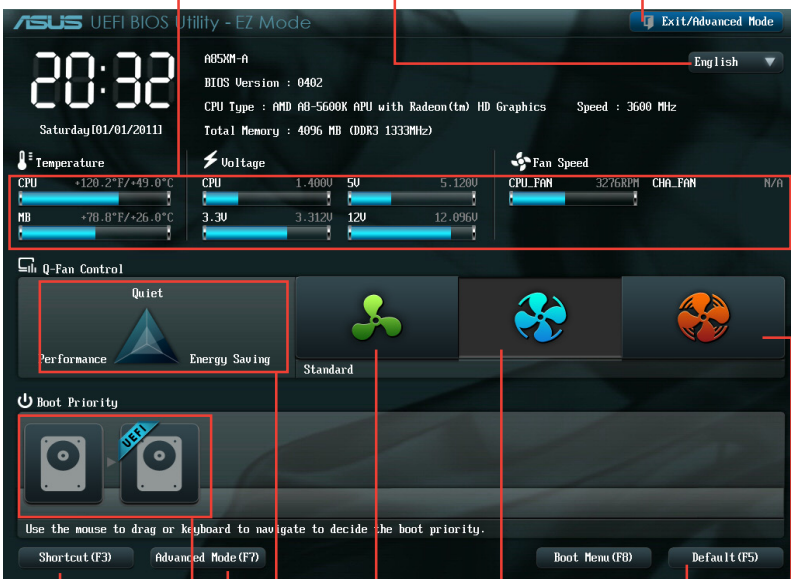 ASUS UEFI BIOS Utility - EZ Mode
Exit/Advanced Mode
20:32
Saturday[01/01/2011]
A85XM-A
English
BIOS Version : 0402
CPU Type : AMD A8-5600K APU with Radeon(tm) HD Graphics Speed : 3600 MHz
Total Memory : 4096 MB (DDR3 1333MHz)
Temperature
CPU +120.2°F/+49.0°C
MB +78.8°F/+26.0°C
Voltage
CPU 1.400V 5V 5.120V
3.3V 3.312V 12V 12.096V
Fan Speed
CPU_FAN 3276RPM CHA_FAN N/A
Q-Fan Control
Quiet
Performance Energy Saving
Standard
Boot Priority
UEFI
Use the mouse to drag or keyboard to navigate to decide the boot priority.
Shortcut(F3) Advanced Mode(F7) Boot Menu(F8) Default(F5)